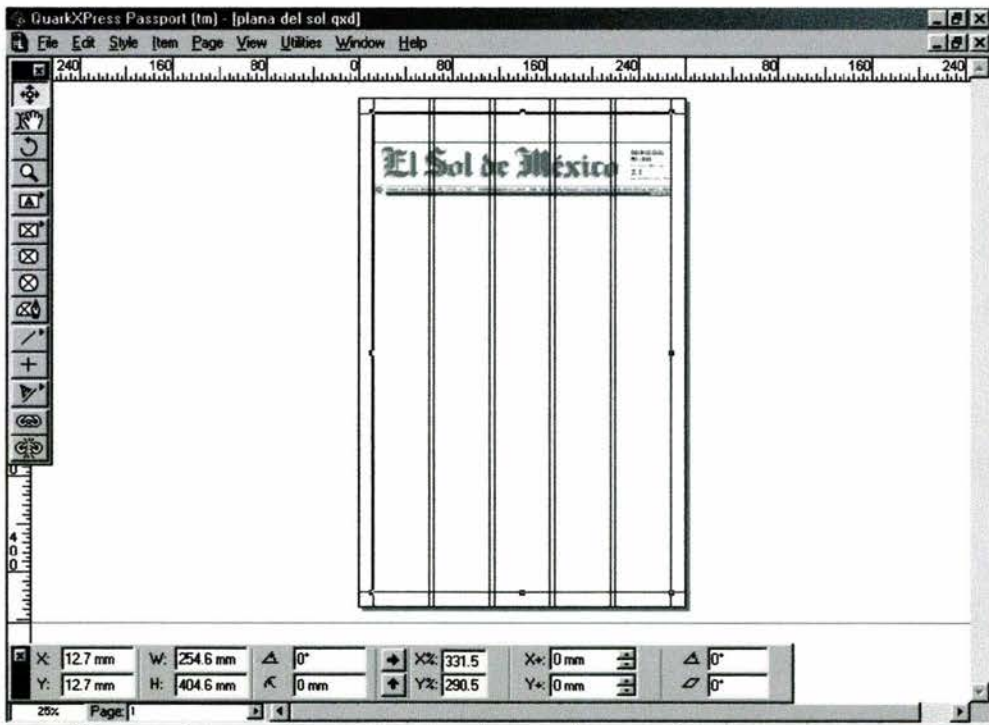 QuarkXPress Passport (tm) - [plana del sol.qxd]
File Edit Style Item Page View Utilities Window Help
240 160 80 0 80 160 240 80 160 240
El Sol de México
0
400
X: 12.7 mm W: 254.6 mm 0° X%: 331.5 X+: 0 mm 0°
Y: 12.7 mm H: 404.6 mm 0 mm Y%: 290.5 Y+: 0 mm 0°
25% Page: 1